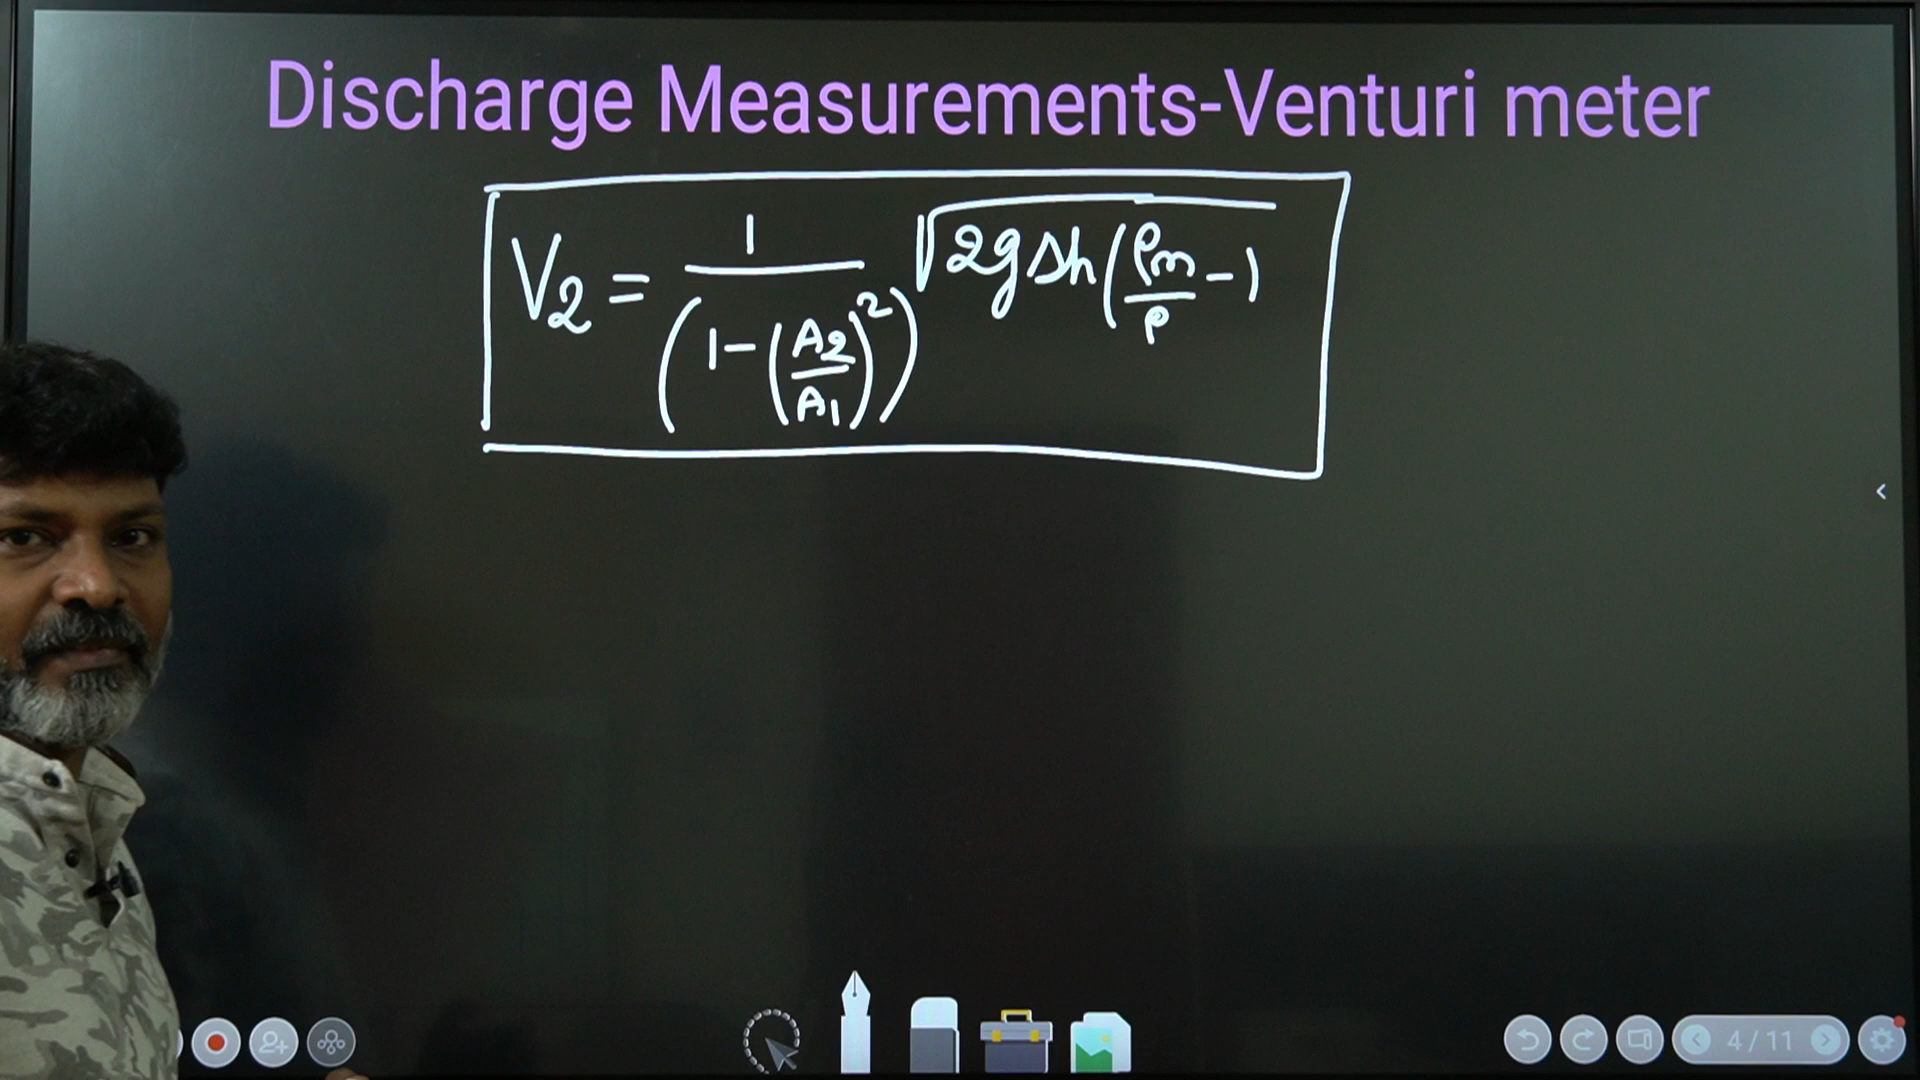 Discharge Measurements-Venturi meter
V₂ = 1 / (1 - (A₂/A₁)²) √2gΔh(ρm/ρ - 1
4 / 11